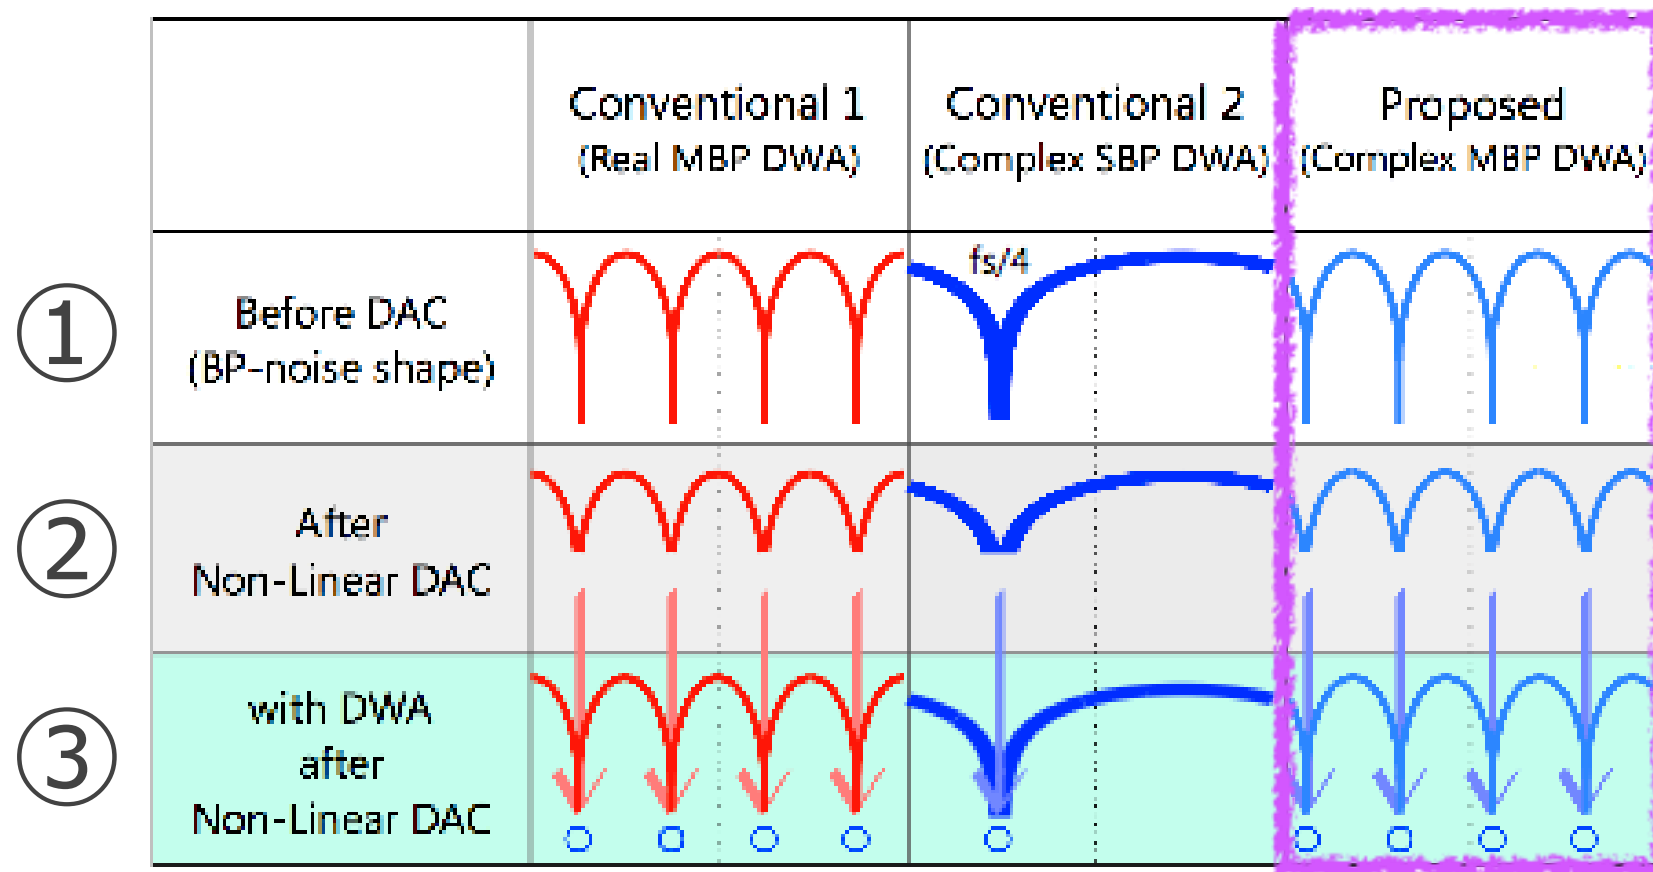 Conventional 1
(Real MBP DWA)
Conventional 2
(Complex SBP DWA)
Proposed
(Complex MBP DWA)
①
Before DAC
(BP-noise shape)
fs/4
②
After
Non-Linear DAC
③
with DWA
after
Non-Linear DAC